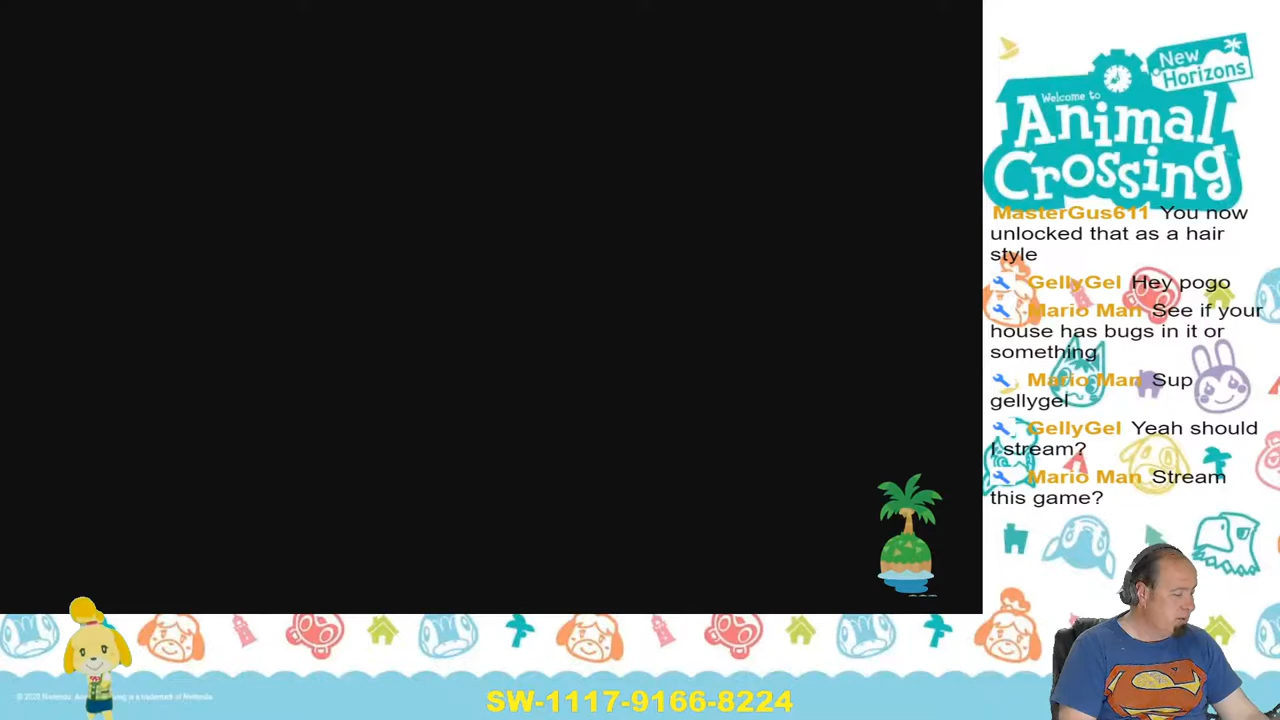 New
Horizons
Welcome to
Animal
Crossing
MasterGus611 You now
unlocked that as a hair
style
GellyGel Hey pogo
Mario Man See if your
house has bugs in it or
something
Mario Man Sup
gellygel
GellyGel Yeah should
I stream?
Mario Man Stream
this game?
SW-1117-9166-8224